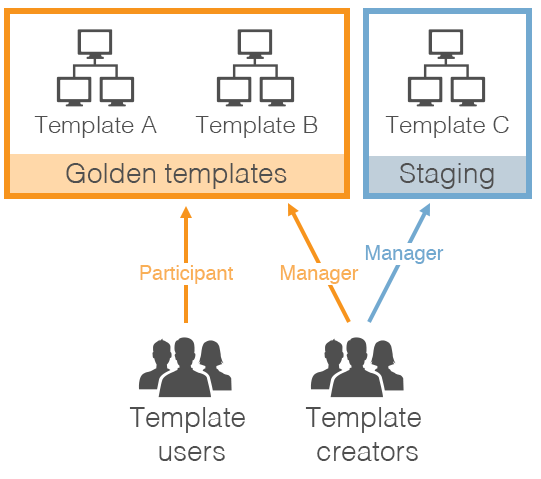 Template A
Template B
Template C
Golden templates
Staging
Participant
Manager
Manager
Template
users
Template
creators